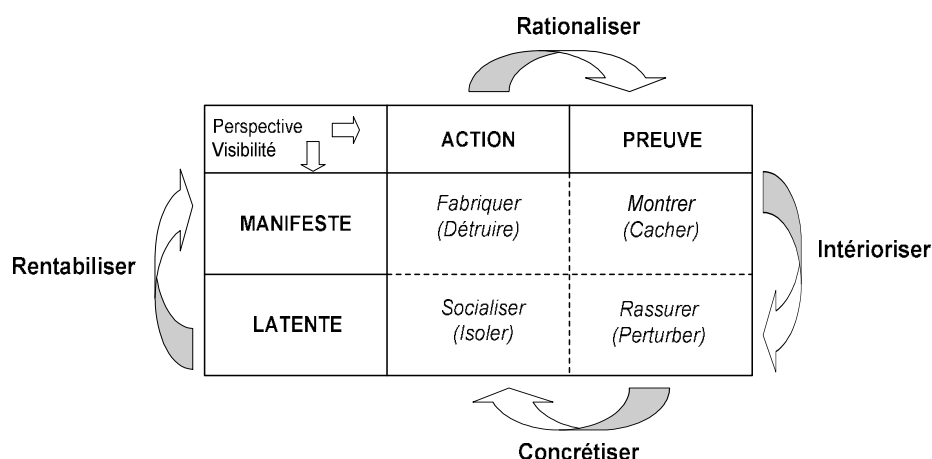 Rationaliser
Perspective
Visibilité
ACTION
PREUVE
MANIFESTE
Fabriquer
(Détruire)
Montrer
(Cacher)
Rentabiliser
Intérioriser
LATENTE
Socialiser
(Isoler)
Rassurer
(Perturber)
Concrétiser